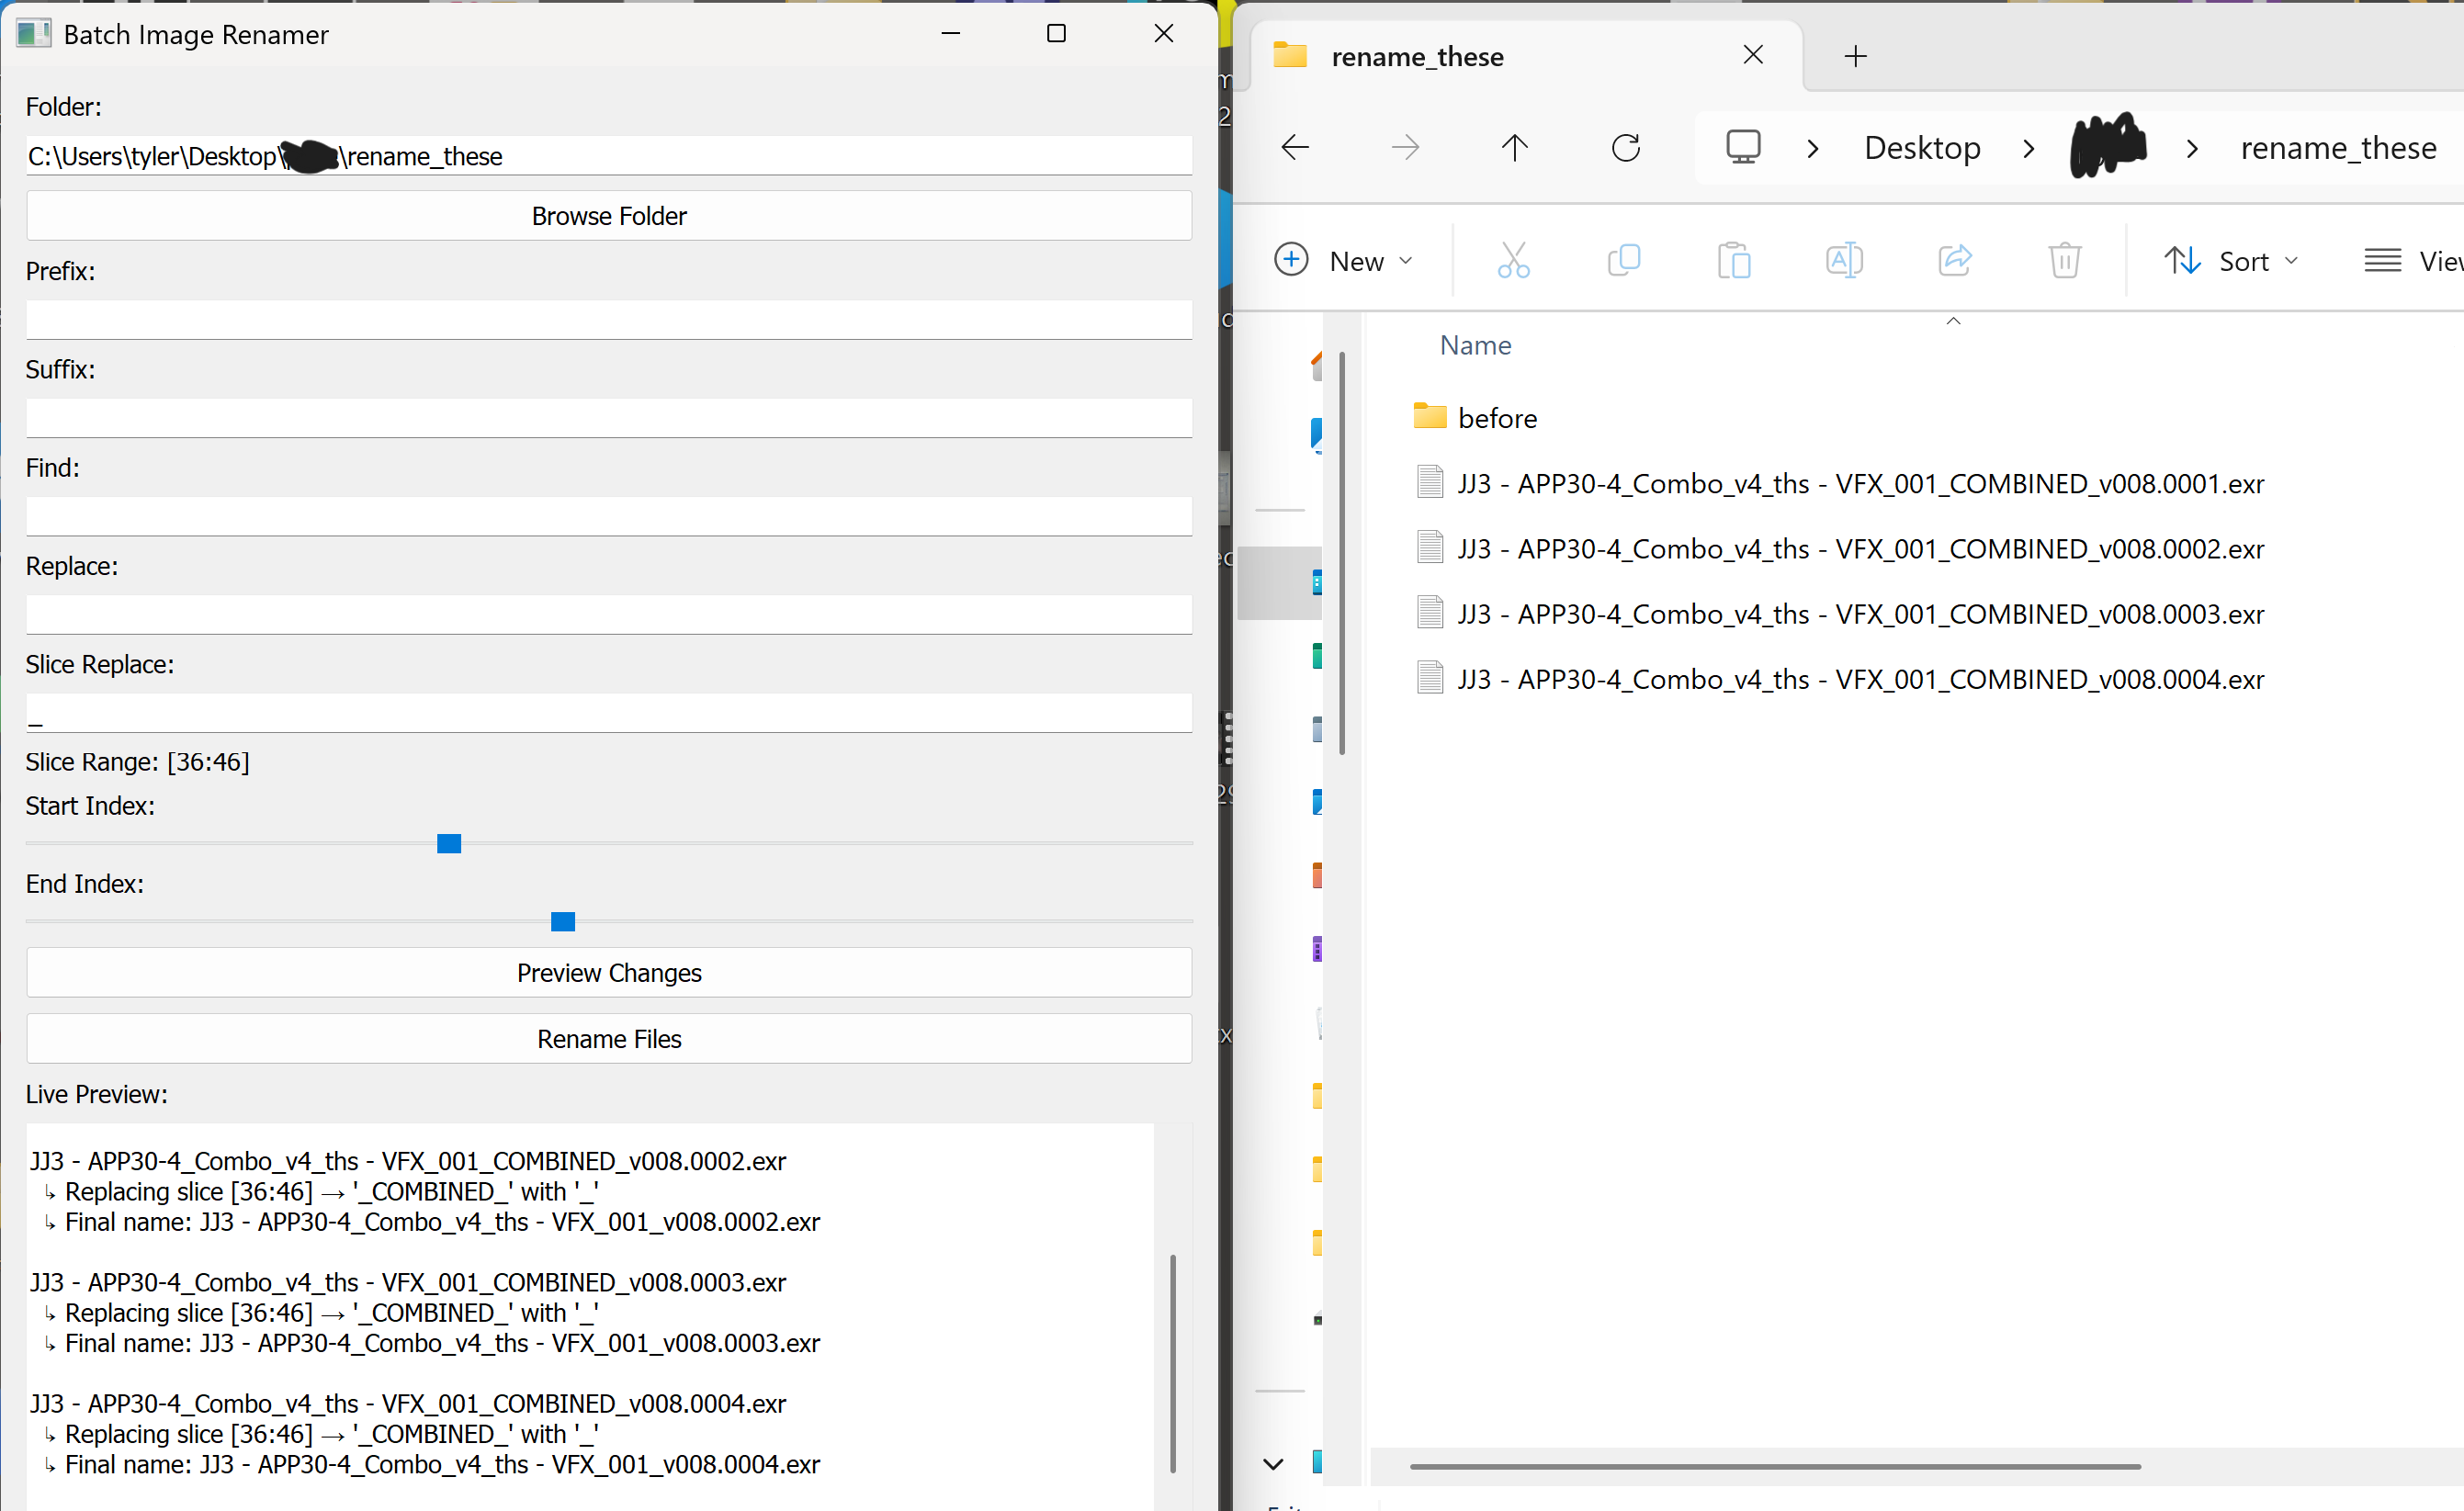 Batch Image Renamer
Folder:
C:\Users\tyler\Desktop\
\rename_these
Browse Folder
Prefix:
Suffix:
Find:
Replace:
Slice Replace:
_
Slice Range: [36:46]
Start Index:
End Index:
Preview Changes
Rename Files
Live Preview:
JJ3 - APP30-4_Combo_v4_ths - VFX_001_COMBINED_v008.0002.exr
↳ Replacing slice [36:46] → '_COMBINED_' with '_'
↳ Final name: JJ3 - APP30-4_Combo_v4_ths - VFX_001_v008.0002.exr
JJ3 - APP30-4_Combo_v4_ths - VFX_001_COMBINED_v008.0003.exr
↳ Replacing slice [36:46] → '_COMBINED_' with '_'
↳ Final name: JJ3 - APP30-4_Combo_v4_ths - VFX_001_v008.0003.exr
JJ3 - APP30-4_Combo_v4_ths - VFX_001_COMBINED_v008.0004.exr
↳ Replacing slice [36:46] → '_COMBINED_' with '_'
↳ Final name: JJ3 - APP30-4_Combo_v4_ths - VFX_001_v008.0004.exr
rename_these
Desktop > > rename_these
New
Sort
Name
before
JJ3 - APP30-4_Combo_v4_ths - VFX_001_COMBINED_v008.0001.exr
JJ3 - APP30-4_Combo_v4_ths - VFX_001_COMBINED_v008.0002.exr
JJ3 - APP30-4_Combo_v4_ths - VFX_001_COMBINED_v008.0003.exr
JJ3 - APP30-4_Combo_v4_ths - VFX_001_COMBINED_v008.0004.exr